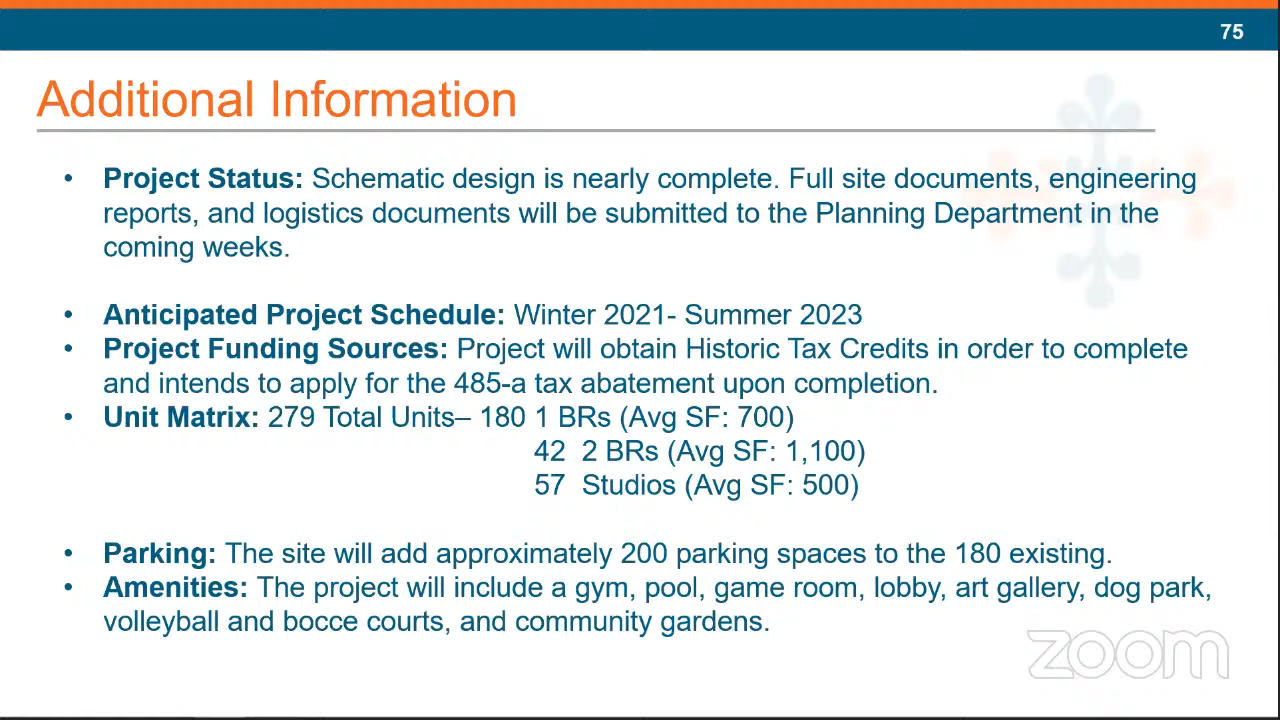 75
Additional Information
• Project Status: Schematic design is nearly complete. Full site documents, engineering
reports, and logistics documents will be submitted to the Planning Department in the
coming weeks.
• Anticipated Project Schedule: Winter 2021- Summer 2023
• Project Funding Sources: Project will obtain Historic Tax Credits in order to complete
and intends to apply for the 485-a tax abatement upon completion.
• Unit Matrix: 279 Total Units– 180 1 BRs (Avg SF: 700)
42 2 BRs (Avg SF: 1,100)
57 Studios (Avg SF: 500)
• Parking: The site will add approximately 200 parking spaces to the 180 existing.
• Amenities: The project will include a gym, pool, game room, lobby, art gallery, dog park,
volleyball and bocce courts, and community gardens.
zoom